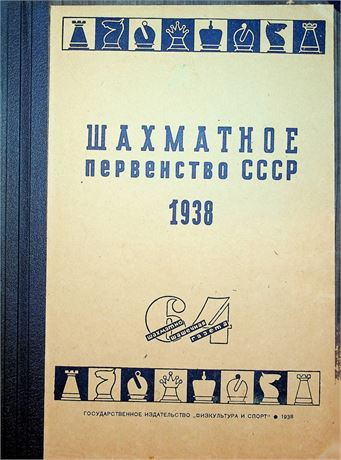 ШАХМАТНОЕ
первенство СССР
1938
64
шахматно
шашечная
газета
ГОСУДАРСТВЕННОЕ ИЗДАТЕЛЬСТВО „ФИЗКУЛЬТУРА И СПОРТ" ● 1938